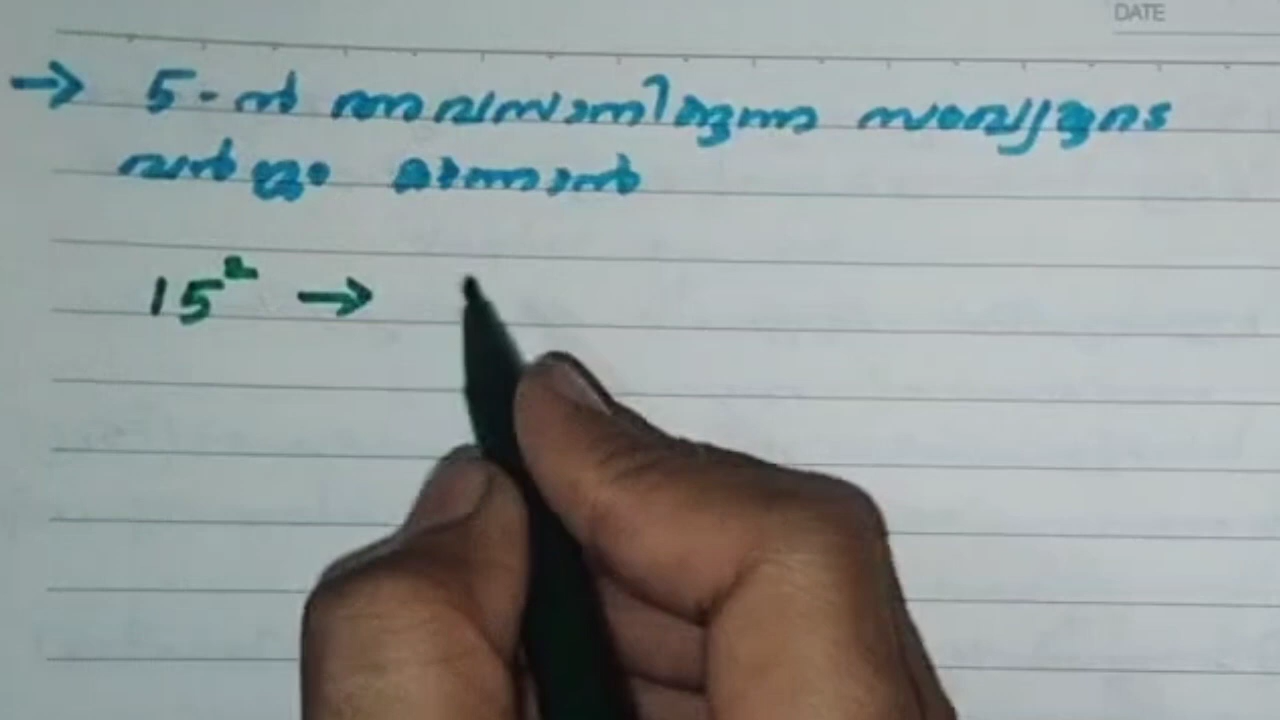 DATE
→ 5-ൽ അവസാനിക്കുന്ന സംഖ്യകളുടെ
വർഗ്ഗം കാണാൻ
15² →